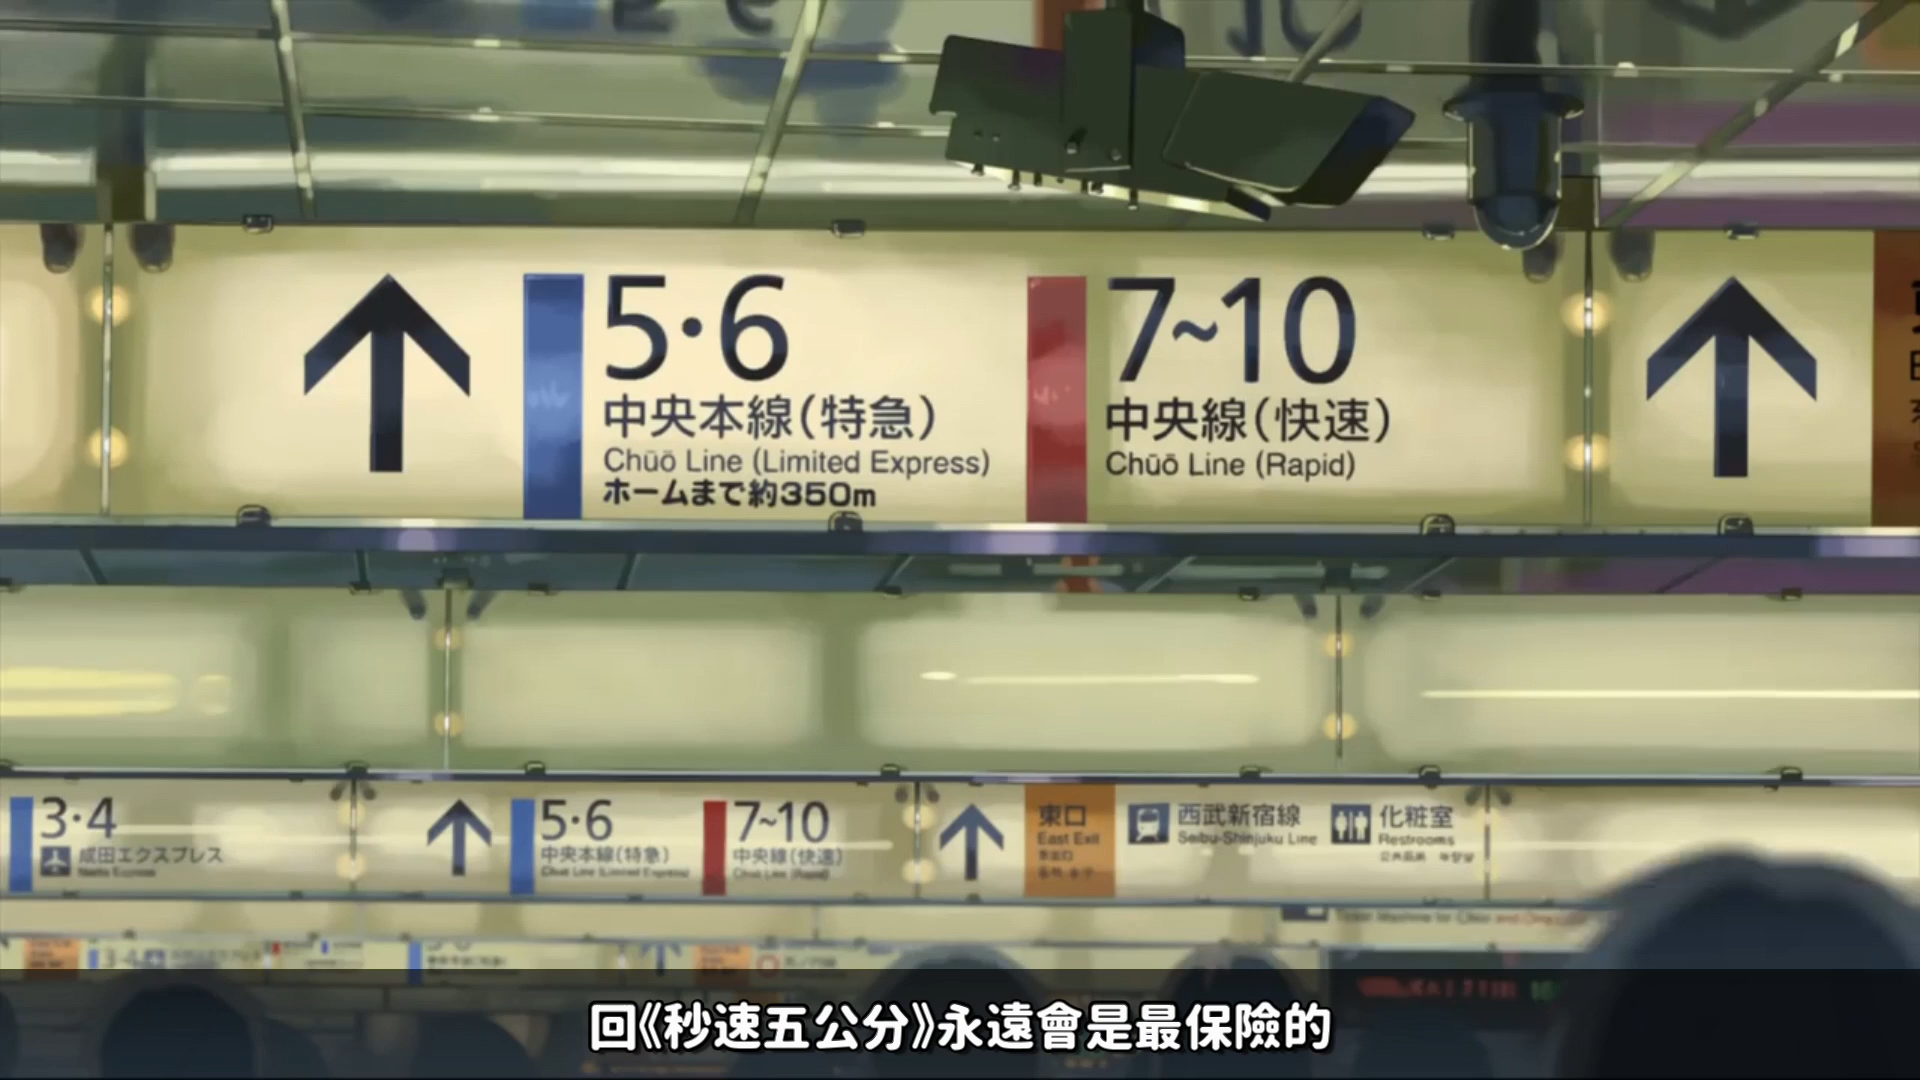 5・6
中央本線(特急)
Chūō Line (Limited Express)
ホームまで約350m
7~10
中央線(快速)
Chūō Line (Rapid)
3・4
成田エクスプレス
5・6
中央本線(特急)
7~10
中央線(快速)
東口
East Exit
西武新宿線
Seibu-Shinjuku Line
化粧室
Restrooms
回《秒速五公分》永遠會是最保險的